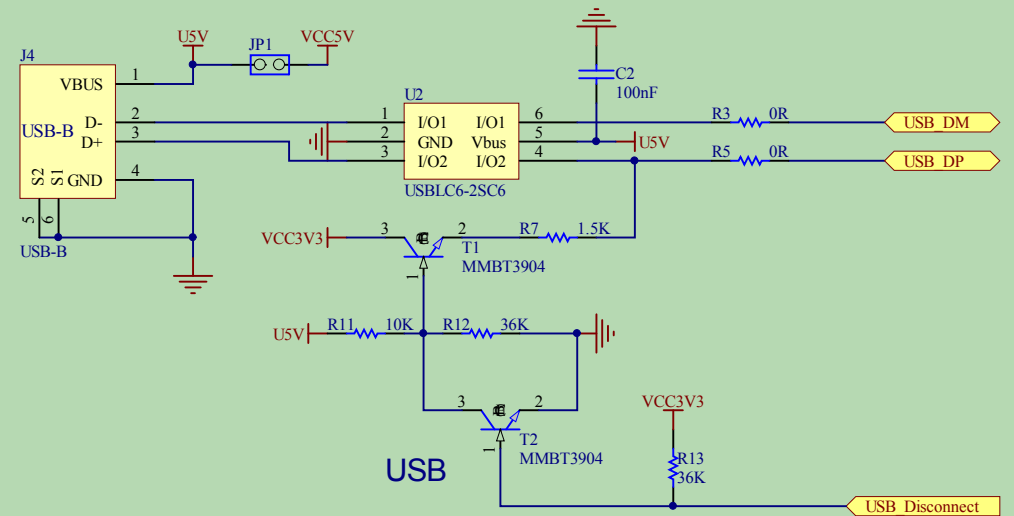 U5V
VCC5V
JP1
J4
VBUS
1
D-
2
USB-B
D+
3
S2
S1
GND
4
5
6
USB-B
C2
100nF
U2
1
I/O1
I/O1
6
2
GND
Vbus
5
3
I/O2
I/O2
4
USBLC6-2SC6
U5V
R3
0R
USB_DM
R5
0R
USB_DP
VCC3V3
3
2
R7
1.5K
T1
MMBT3904
1
U5V
R11
10K
R12
36K
3
2
T2
MMBT3904
1
VCC3V3
R13
36K
USB
USB_Disconnect